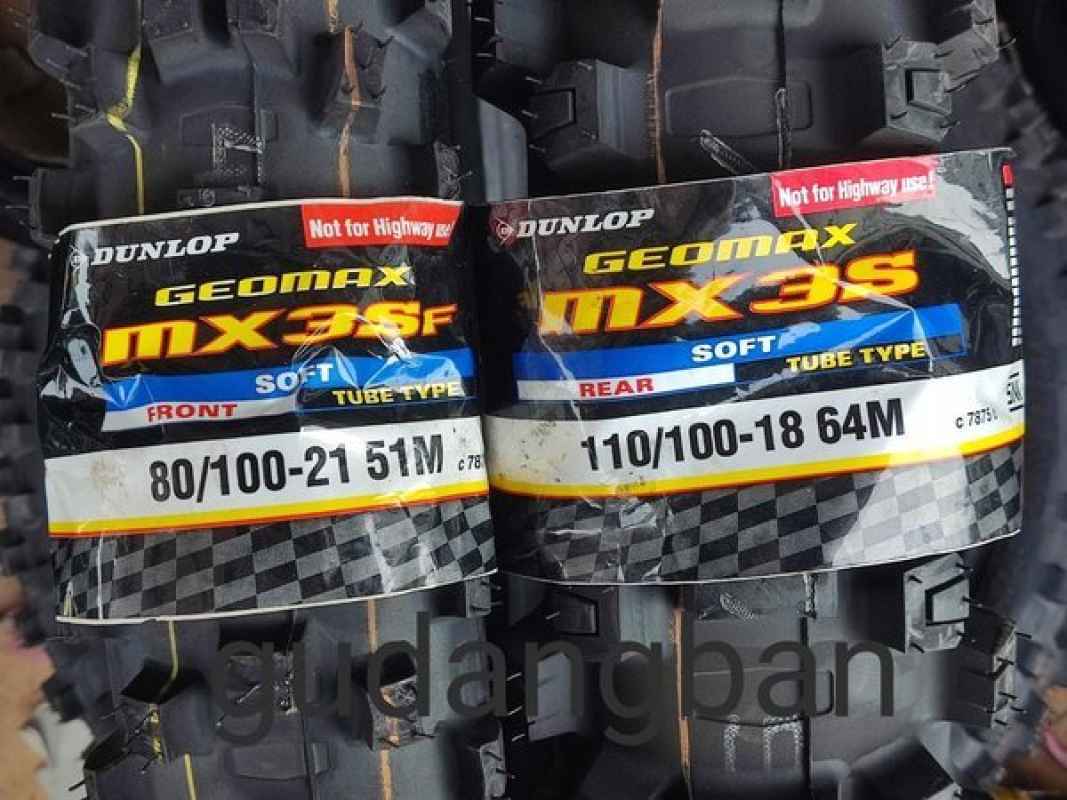 DUNLOP
Not for Highway use!
GEOMAX
MX3SF
SOFT
FRONT
TUBE TYPE
80/100-21 51M
DUNLOP
Not for Highway use!
GEOMAX
MX3S
SOFT
REAR
TUBE TYPE
110/100-18 64M
gudangban